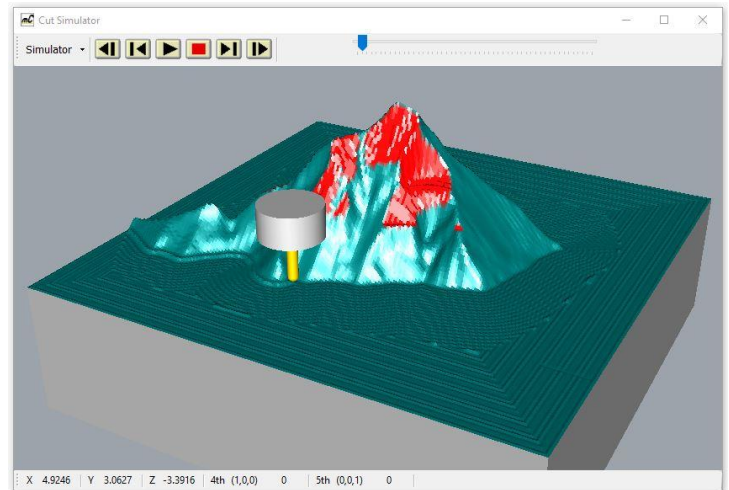 mC Cut Simulator
Simulator
X 4.9246 Y 3.0627 Z -3.3916 4th (1,0,0) 0 5th (0,0,1) 0